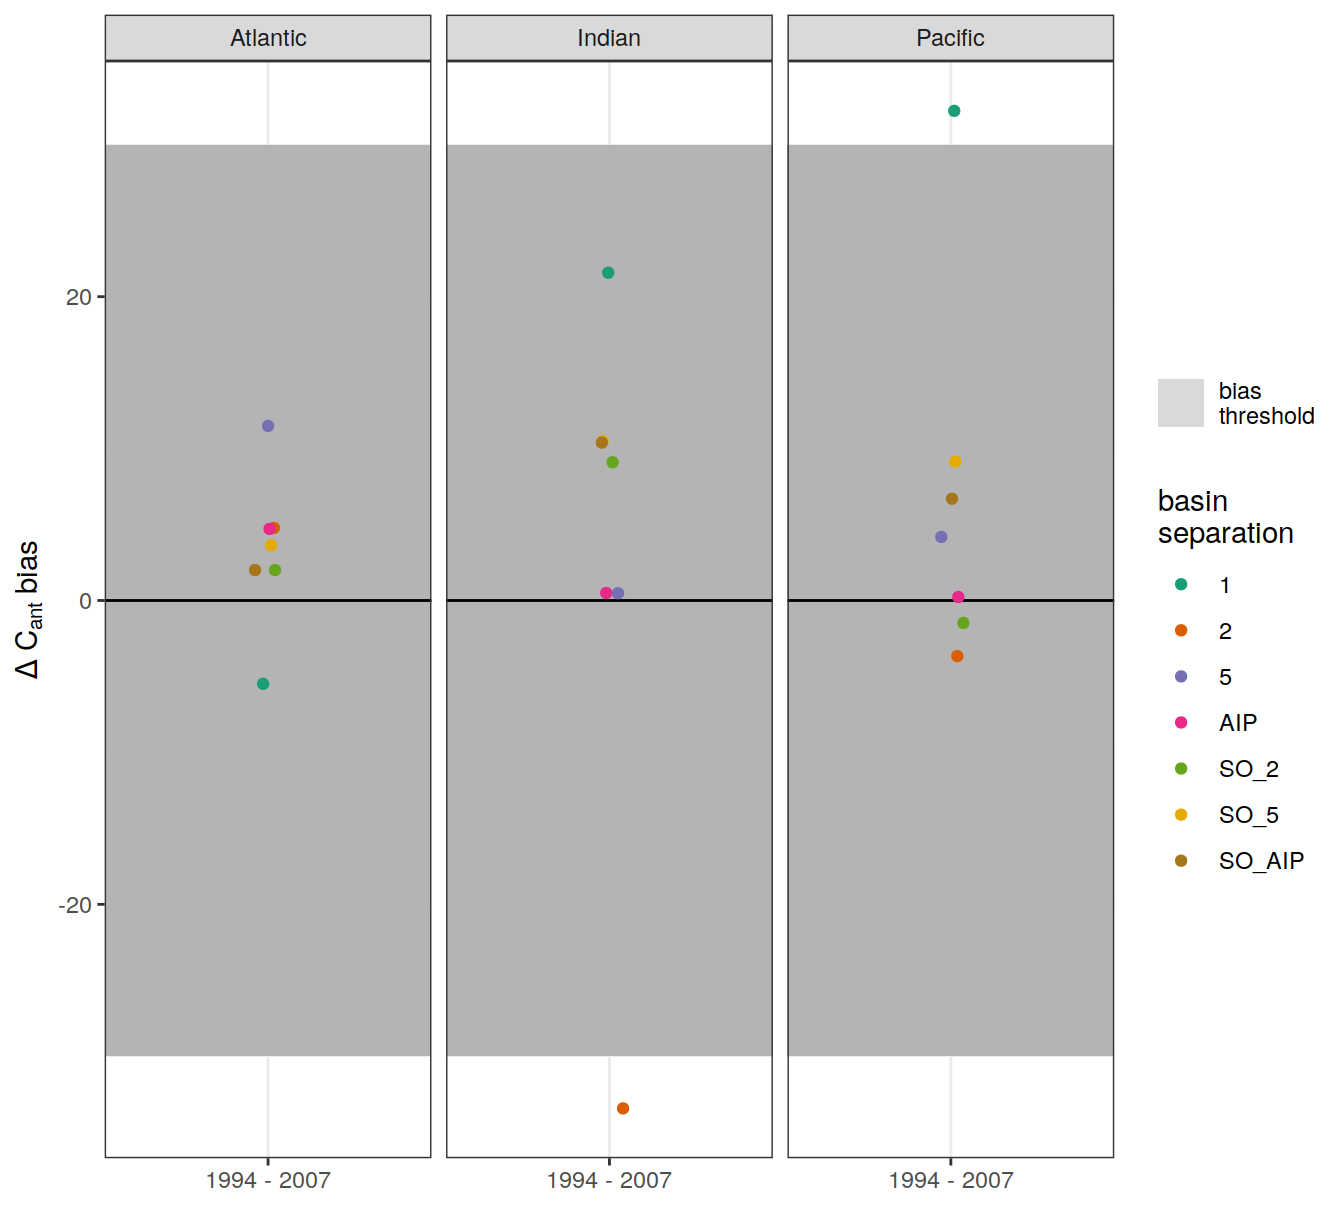 Atlantic
Indian
Pacific
20
0
-20
Δ Cant bias
1994 - 2007
1994 - 2007
1994 - 2007
bias
threshold
basin
separation
1
2
5
AIP
SO_2
SO_5
SO_AIP